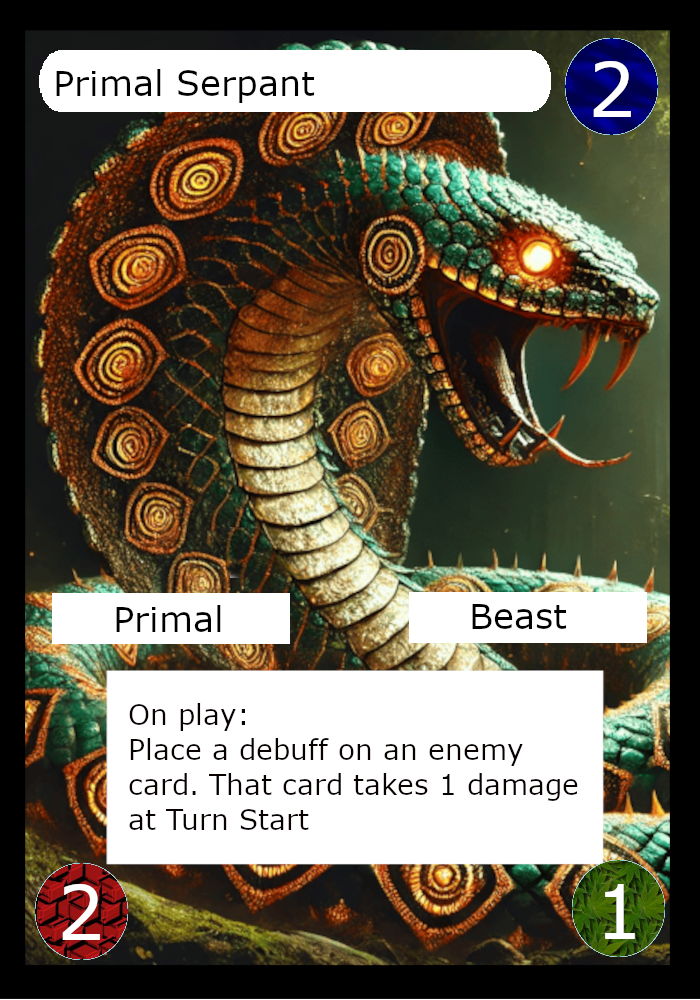 Primal Serpant
2
Primal
Beast
On play:
Place a debuff on an enemy
card. That card takes 1 damage
at Turn Start
2
1